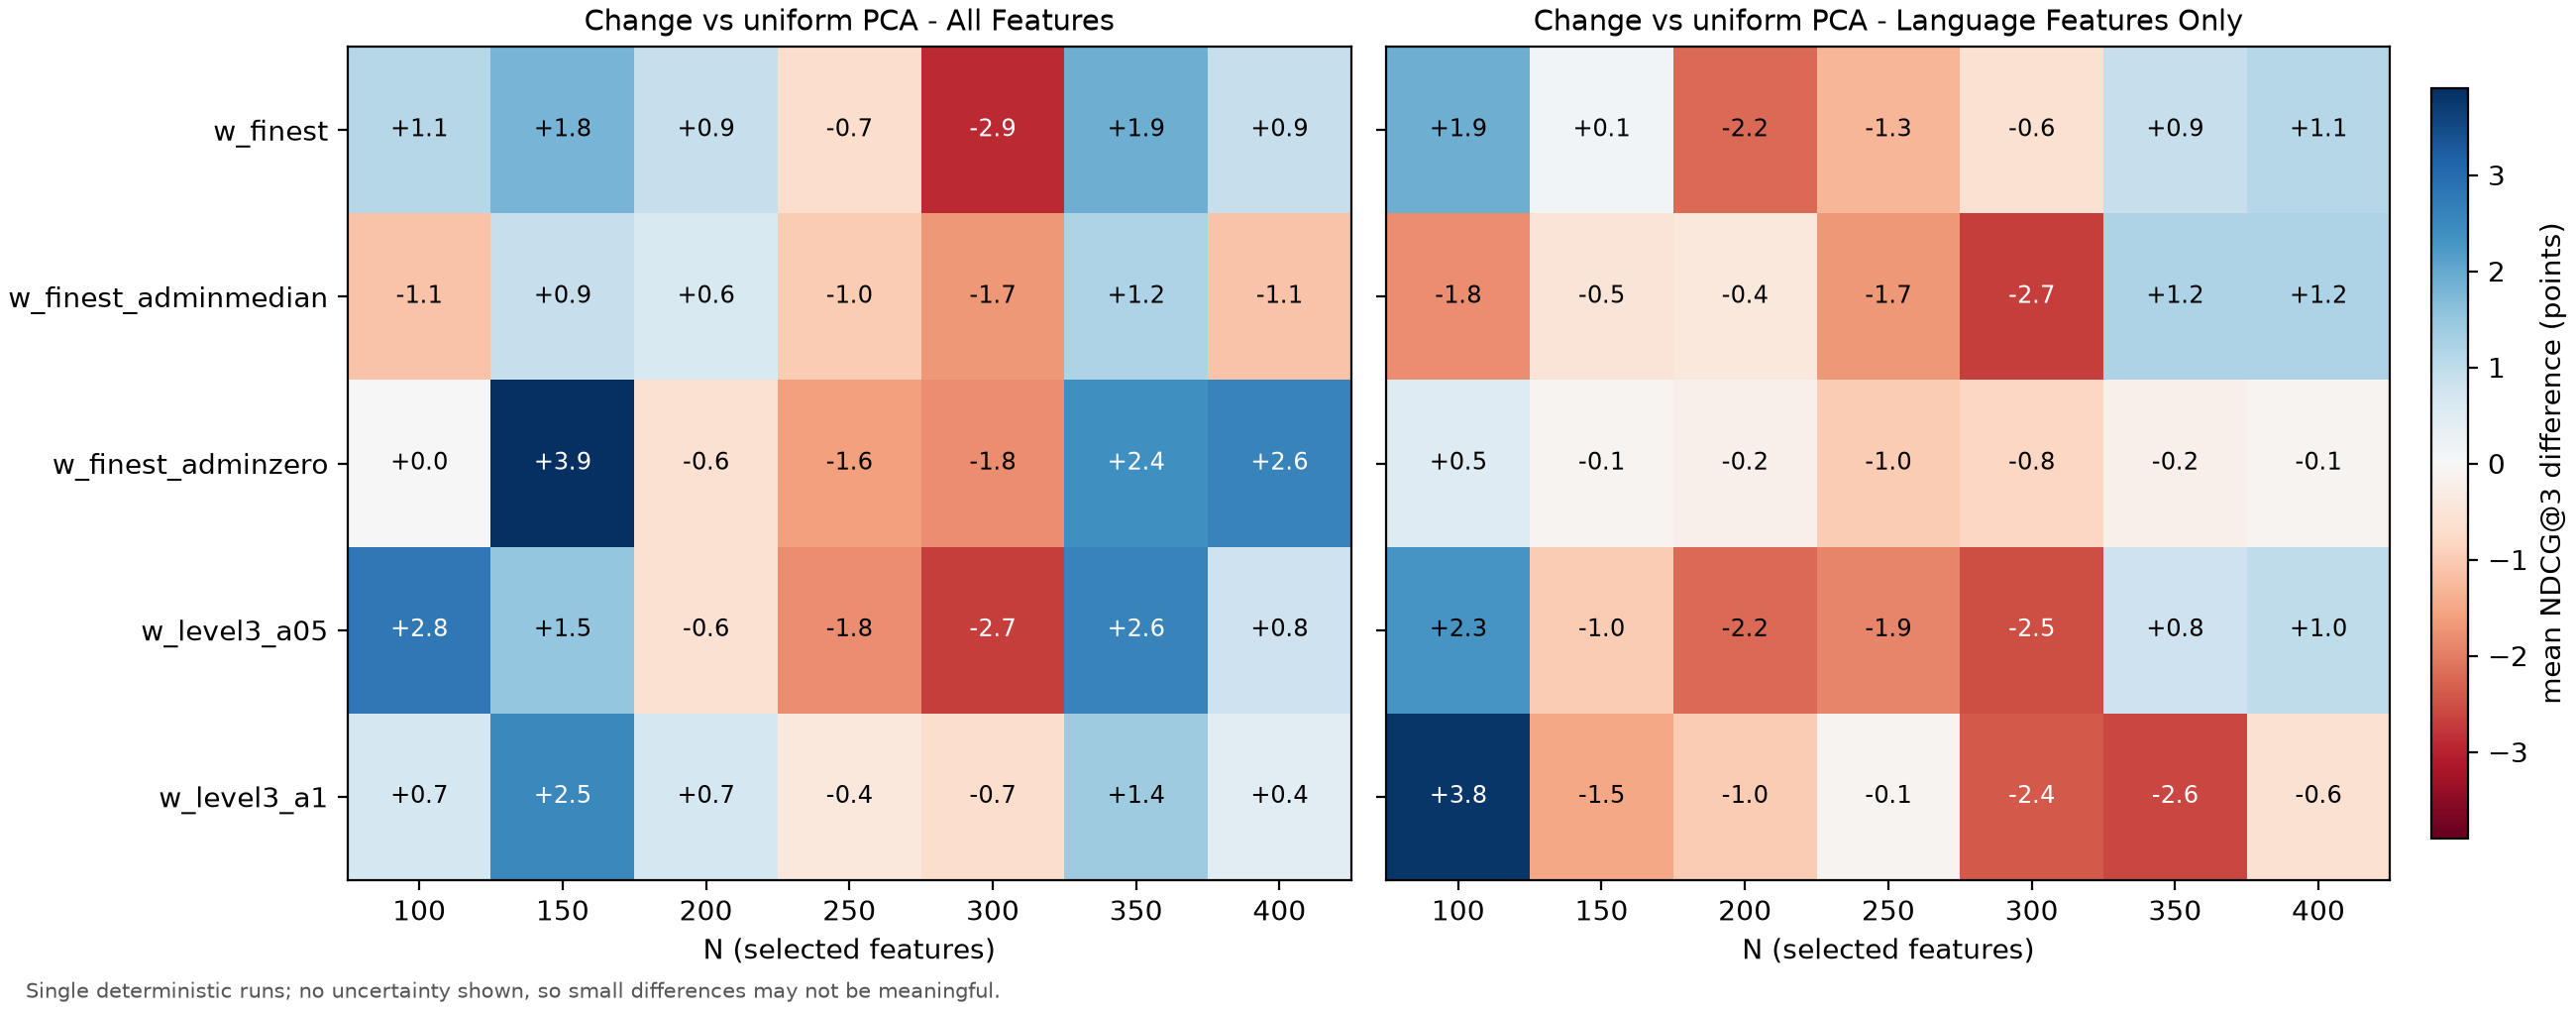 Change vs uniform PCA - All Features
Change vs uniform PCA - Language Features Only
w_finest
+1.1 +1.8 +0.9 -0.7 -2.9 +1.9 +0.9
+1.9 +0.1 -2.2 -1.3 -0.6 +0.9 +1.1
w_finest_adminmedian
-1.1 +0.9 +0.6 -1.0 -1.7 +1.2 -1.1
-1.8 -0.5 -0.4 -1.7 -2.7 +1.2 +1.2
w_finest_adminzero
+0.0 +3.9 -0.6 -1.6 -1.8 +2.4 +2.6
+0.5 -0.1 -0.2 -1.0 -0.8 -0.2 -0.1
w_level3_a05
+2.8 +1.5 -0.6 -1.8 -2.7 +2.6 +0.8
+2.3 -1.0 -2.2 -1.9 -2.5 +0.8 +1.0
w_level3_a1
+0.7 +2.5 +0.7 -0.4 -0.7 +1.4 +0.4
+3.8 -1.5 -1.0 -0.1 -2.4 -2.6 -0.6
100 150 200 250 300 350 400
N (selected features)
100 150 200 250 300 350 400
N (selected features)
3
2
1
0
−1
−2
−3
mean NDCG@3 difference (points)
Single deterministic runs; no uncertainty shown, so small differences may not be meaningful.